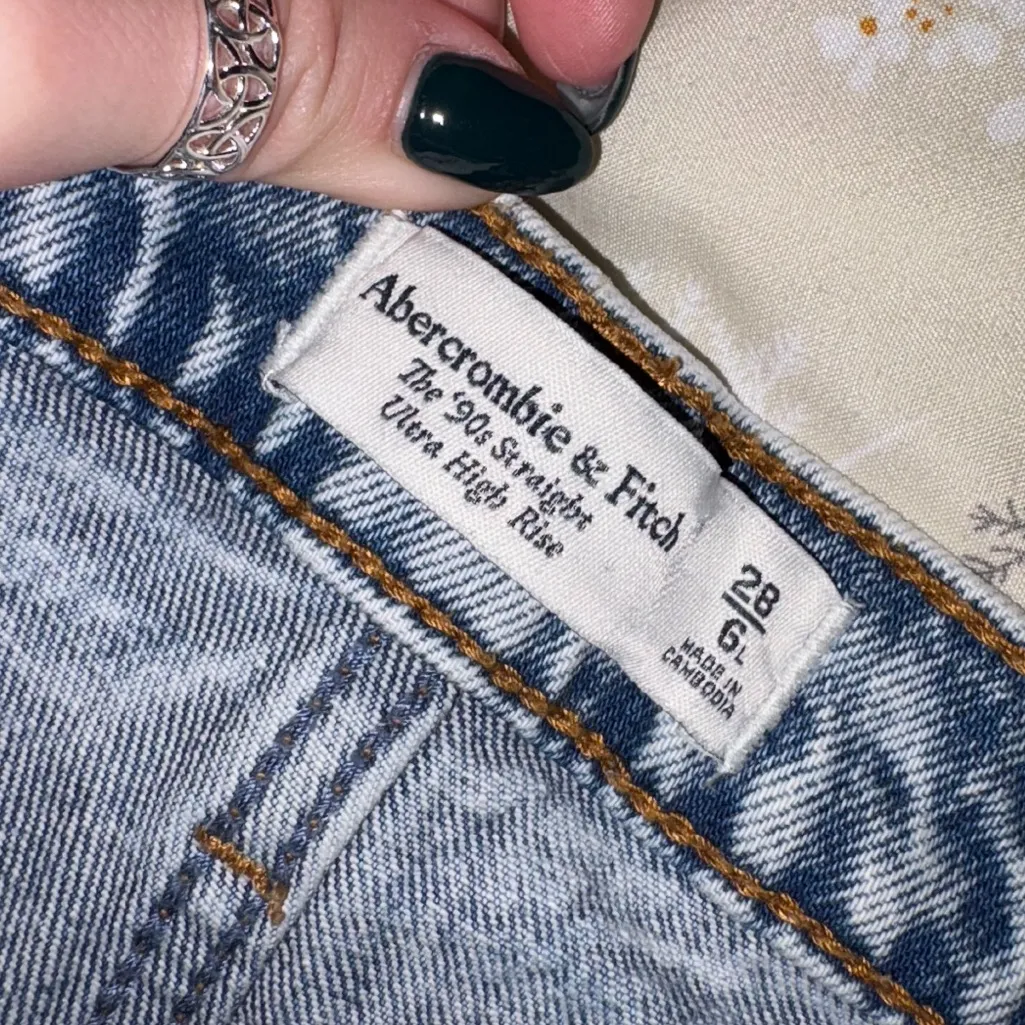 Abercrombie & Fitch
The '90s Straight
Ultra High Rise
28
6L
MADE IN
CAMBODIA